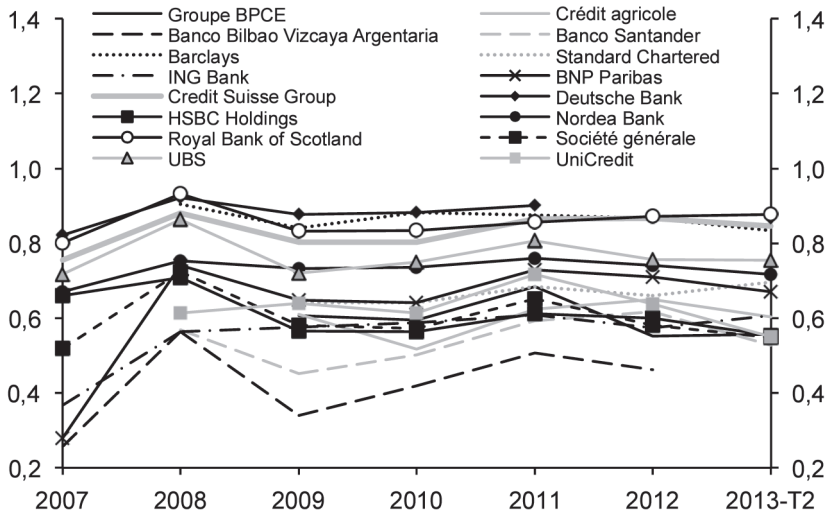 Groupe BPCE
Crédit agricole
Banco Bilbao Vizcaya Argentaria
Banco Santander
Barclays
Standard Chartered
ING Bank
BNP Paribas
Credit Suisse Group
Deutsche Bank
HSBC Holdings
Nordea Bank
Royal Bank of Scotland
Société générale
UBS
UniCredit
1,4
1,2
1,0
0,8
0,6
0,4
0,2
1,4
1,2
1,0
0,8
0,6
0,4
0,2
2007 2008 2009 2010 2011 2012 2013-T2